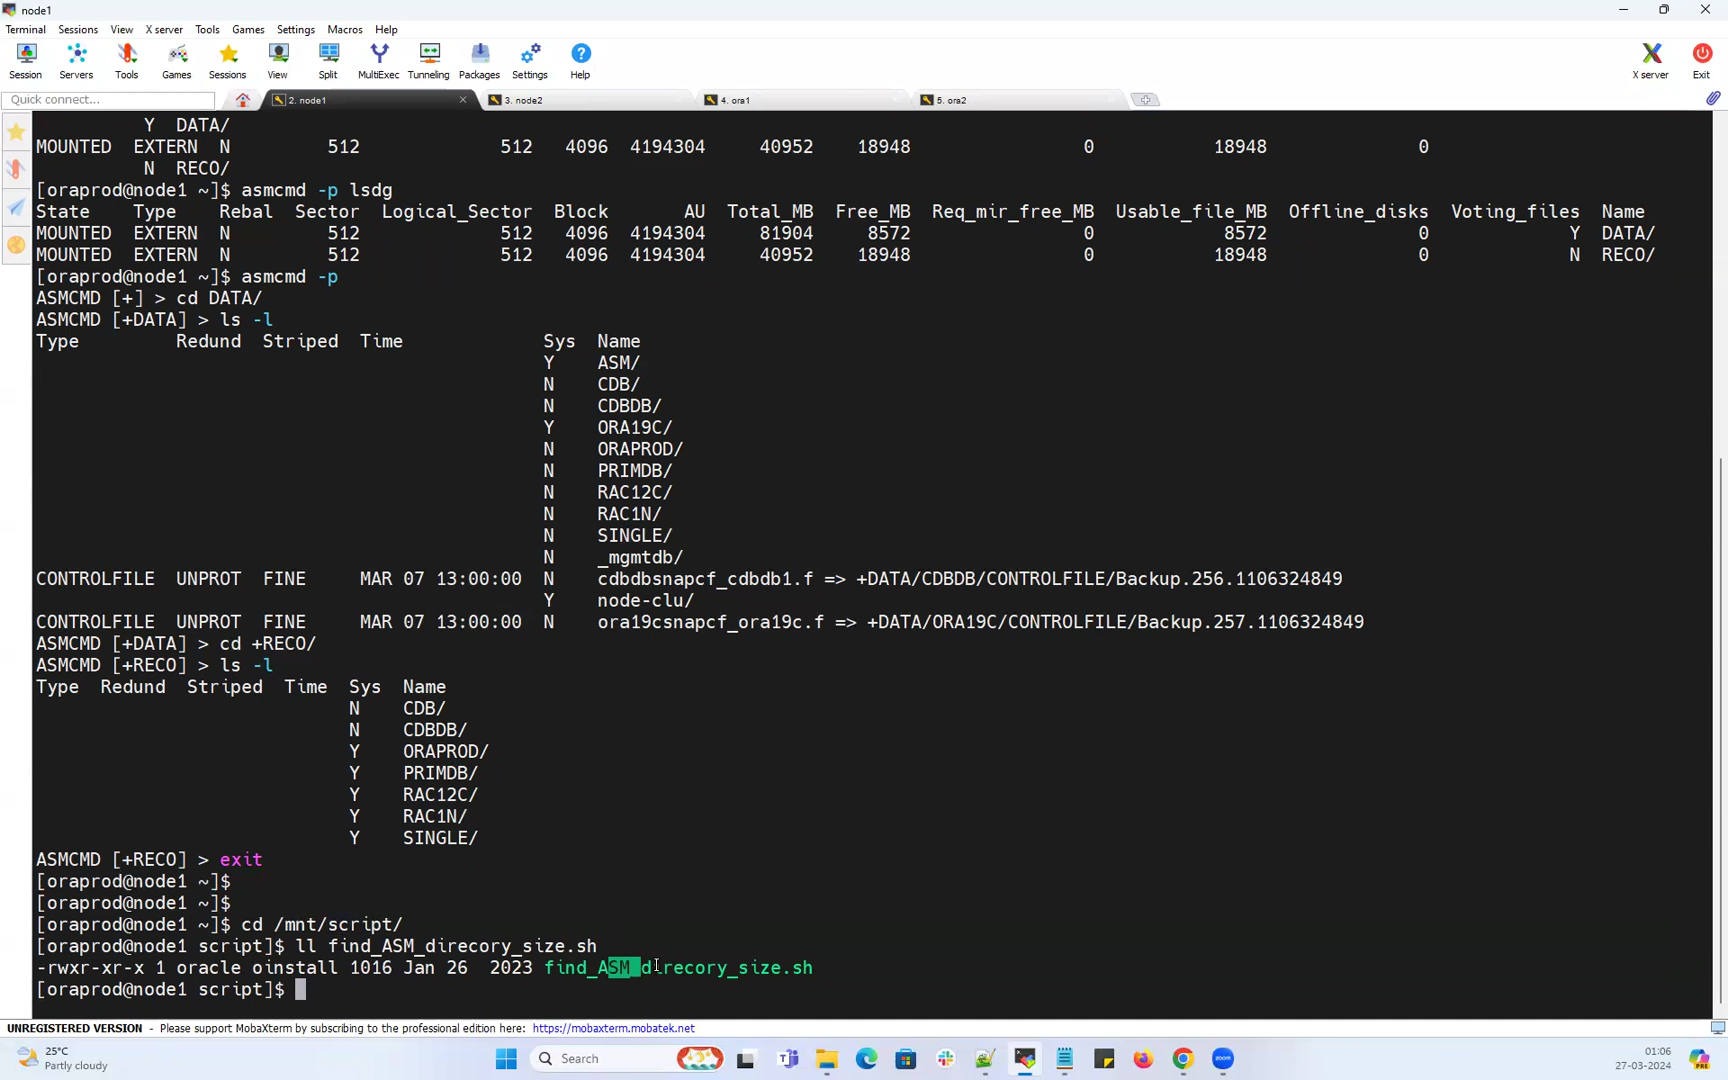 node1
Terminal Sessions View X server Tools Games Settings Macros Help
Session Servers Tools Games Sessions View Split MultiExec Tunneling Packages Settings Help X server Exit
Quick connect... 2. node1 3. node2 4. ora1 5. ora2
Y DATA/
MOUNTED EXTERN N 512 512 4096 4194304 40952 18948 0 18948 0
N RECO/
[oraprod@node1 ~]$ asmcmd -p lsdg
State Type Rebal Sector Logical_Sector Block AU Total_MB Free_MB Req_mir_free_MB Usable_file_MB Offline_disks Voting_files Name
MOUNTED EXTERN N 512 512 4096 4194304 81904 8572 0 8572 0 Y DATA/
MOUNTED EXTERN N 512 512 4096 4194304 40952 18948 0 18948 0 N RECO/
[oraprod@node1 ~]$ asmcmd -p
ASMCMD [+] > cd DATA/
ASMCMD [+DATA] > ls -l
Type Redund Striped Time Sys Name
Y ASM/
N CDB/
N CDBDB/
Y ORA19C/
N ORAPROD/
N PRIMDB/
N RAC12C/
N RAC1N/
N SINGLE/
N _mgmtdb/
CONTROLFILE UNPROT FINE MAR 07 13:00:00 N cdbdbsnapcf_cdbdb1.f => +DATA/CDBDB/CONTROLFILE/Backup.256.1106324849
Y node-clu/
CONTROLFILE UNPROT FINE MAR 07 13:00:00 N ora19csnapcf_ora19c.f => +DATA/ORA19C/CONTROLFILE/Backup.257.1106324849
ASMCMD [+DATA] > cd +RECO/
ASMCMD [+RECO] > ls -l
Type Redund Striped Time Sys Name
N CDB/
N CDBDB/
Y ORAPROD/
Y PRIMDB/
Y RAC12C/
Y RAC1N/
Y SINGLE/
ASMCMD [+RECO] > exit
[oraprod@node1 ~]$
[oraprod@node1 ~]$
[oraprod@node1 ~]$ cd /mnt/script/
[oraprod@node1 script]$ ll find_ASM_direcory_size.sh
-rwxr-xr-x 1 oracle oinstall 1016 Jan 26 2023 find_ASM_direcory_size.sh
[oraprod@node1 script]$
UNREGISTERED VERSION - Please support MobaXterm by subscribing to the professional edition here: https://mobaxterm.mobatek.net
25°C
Partly cloudy
Search
01:06
27-03-2024